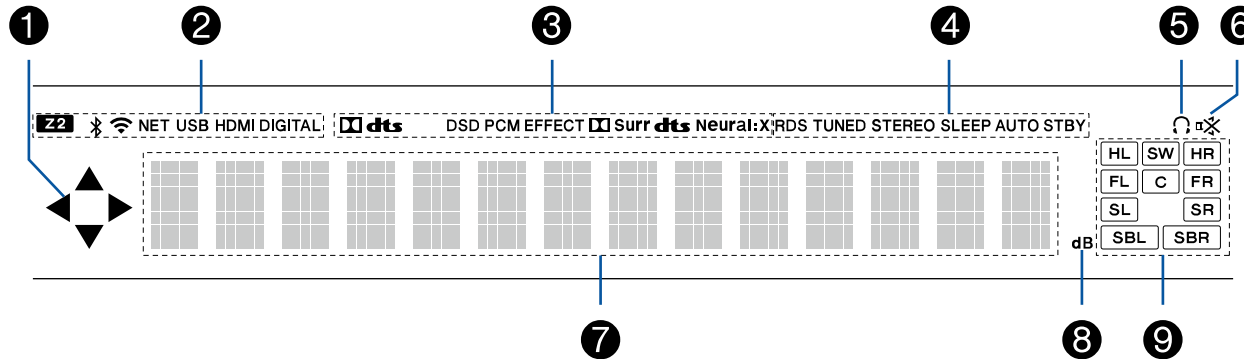 1 2 3 4 5 6
Z2 NET USB HDMI DIGITAL dts DSD PCM EFFECT Surr dts Neural:X RDS TUNED STEREO SLEEP AUTO STBY
HL SW HR
FL C FR
SL SR
dB SBL SBR
7 8 9